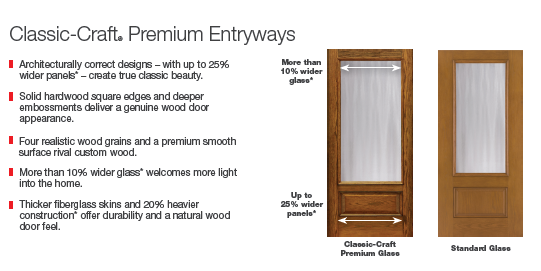 Classic-Craft® Premium Entryways
Architecturally correct designs – with up to 25%
wider panels* – create true classic beauty.
Solid hardwood square edges and deeper
embossments deliver a genuine wood door
appearance.
Four realistic wood grains and a premium smooth
surface rival custom wood.
More than 10% wider glass* welcomes more light
into the home.
Thicker fiberglass skins and 20% heavier
construction* offer durability and a natural wood
door feel.
More than
10% wider
glass*
Up to
25% wider
panels*
Classic-Craft
Premium Glass
Standard Glass